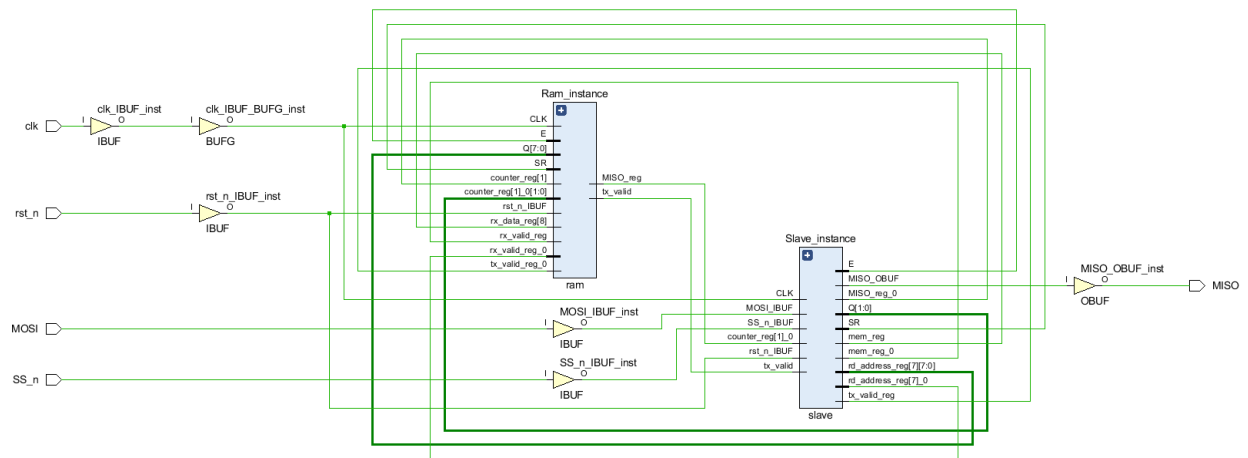 clk
I
clk_IBUF_inst
O
IBUF
I
clk_IBUF_BUFG_inst
O
BUFG
rst_n
I
rst_n_IBUF_inst
O
IBUF
MOSI
I
MOSI_IBUF_inst
O
IBUF
SS_n
I
SS_n_IBUF_inst
O
IBUF
Ram_instance
CLK
E
Q[7:0]
SR
counter_reg[1]
counter_reg[1]_0[1:0]
rst_n_IBUF
rx_data_reg[8]
rx_valid_reg
rx_valid_reg_0
tx_valid_reg_0
MISO_reg
tx_valid
ram
Slave_instance
CLK
MOSI_IBUF
SS_n_IBUF
counter_reg[1]_0
rst_n_IBUF
tx_valid
E
MISO_OBUF
MISO_reg_0
Q[1:0]
SR
mem_reg
mem_reg_0
rd_address_reg[7][7:0]
rd_address_reg[7]_0
tx_valid_reg
slave
I
MISO_OBUF_inst
O
OBUF
MISO